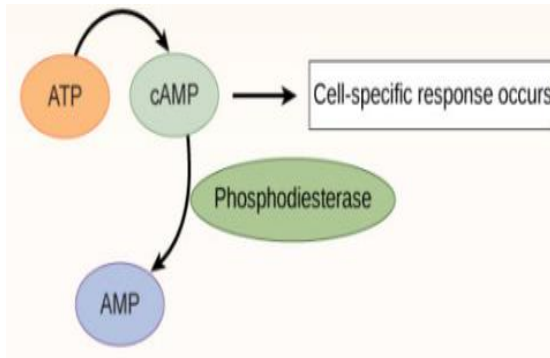 ATP
cAMP
Cell-specific response occurs
Phosphodiesterase
AMP